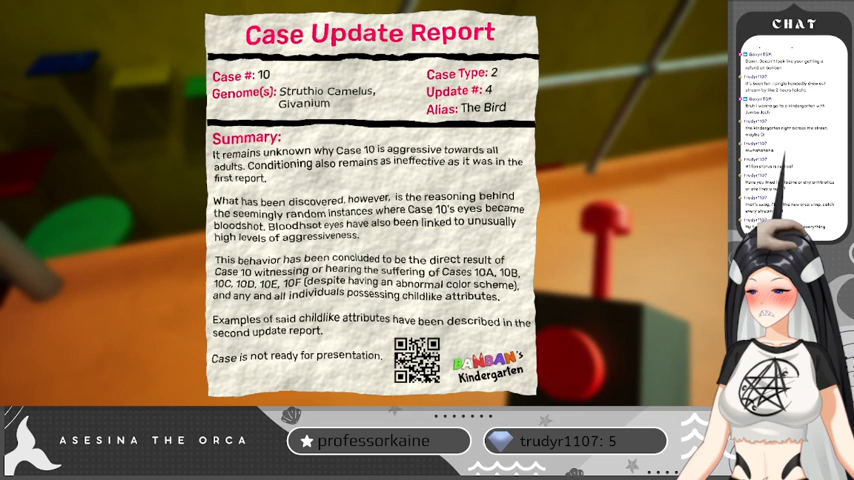 Case Update Report
Case #: 10
Case Type: 2
Genome(s): Struthio Camelus,
Givanium
Update #: 4
Alias: The Bird
Summary:
It remains unknown why Case 10 is aggressive towards all
adults. Conditioning also remains as ineffective as it was in the
first report.
What has been discovered, however, is the reasoning behind
the seemingly random instances where Case 10's eyes became
bloodshot. Bloodhsot eyes have also been linked to unusually
high levels of aggressiveness.
This behavior has been concluded to be the direct result of
Case 10 witnessing or hearing the suffering of Cases 10A, 10B,
10C, 10D, 10E, 10F (despite having an abnormal color scheme),
and any and all individuals possessing childlike attributes.
Examples of said childlike attributes have been described in the
second update report.
Case is not ready for presentation.
BANBAN's
Kindergarten
CHAT
trudyr1107
trudyr1107
ASESINA THE ORCA
professorkaine
trudyr1107: 5